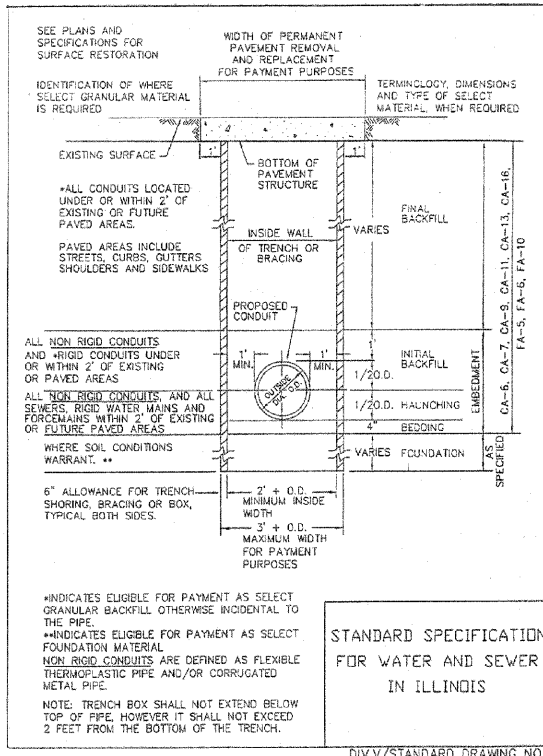 SEE PLANS AND
SPECIFICATIONS FOR
SURFACE RESTORATION
WIDTH OF PERMANENT
PAVEMENT REMOVAL
AND REPLACEMENT
FOR PAYMENT PURPOSES
IDENTIFICATION OF WHERE
SELECT GRANULAR MATERIAL
IS REQUIRED
TERMINOLOGY, DIMENSIONS
AND TYPE OF SELECT
MATERIAL, WHEN REQUIRED
EXISTING SURFACE
1'
BOTTOM OF
PAVEMENT
STRUCTURE
1'
*ALL CONDUITS LOCATED
UNDER OR WITHIN 2' OF
EXISTING OR FUTURE
PAVED AREAS.
PAVED AREAS INCLUDE
STREETS, CURBS, GUTTERS
SHOULDERS AND SIDEWALKS
INSIDE WALL
OF TRENCH OR
BRACING
VARIES
FINAL
BACKFILL
CA-6, CA-7, CA-9, CA-11, CA-13, CA-16,
FA-5, FA-6, FA-10
PROPOSED
CONDUIT
ALL NON RIGID CONDUITS
AND *RIGID CONDUITS UNDER
OR WITHIN 2' OF EXISTING
OR PAVED AREAS
1'
MIN.
1'
MIN.
OUTSIDE
DIA. O.D.
1'
INITIAL
BACKFILL
1/2O.D.
EMBEDMENT
ALL NON RIGID CONDUITS, AND ALL
SEWERS, RIGID WATER MAINS AND
FORCEMAINS WITHIN 2' OF EXISTING
OR FUTURE PAVED AREAS
1/2O.D.
HAUNCHING
4"
BEDDING
WHERE SOIL CONDITIONS
WARRANT. **
VARIES
FOUNDATION
AS
SPECIFIED
6" ALLOWANCE FOR TRENCH
SHORING, BRACING OR BOX,
TYPICAL BOTH SIDES.
2' + O.D.
MINIMUM INSIDE
WIDTH
3' + O.D.
MAXIMUM WIDTH
FOR PAYMENT
PURPOSES
*INDICATES ELIGIBLE FOR PAYMENT AS SELECT
GRANULAR BACKFILL OTHERWISE INCIDENTAL TO
THE PIPE.
**INDICATES ELIGIBLE FOR PAYMENT AS SELECT
FOUNDATION MATERIAL
NON RIGID CONDUITS ARE DEFINED AS FLEXIBLE
THERMOPLASTIC PIPE AND/OR CORRUGATED
METAL PIPE.
NOTE: TRENCH BOX SHALL NOT EXTEND BELOW
TOP OF PIPE, HOWEVER IT SHALL NOT EXCEED
2 FEET FROM THE BOTTOM OF THE TRENCH.
STANDARD SPECIFICATION
FOR WATER AND SEWER
IN ILLINOIS
DIV.V/STANDARD DRAWING NO